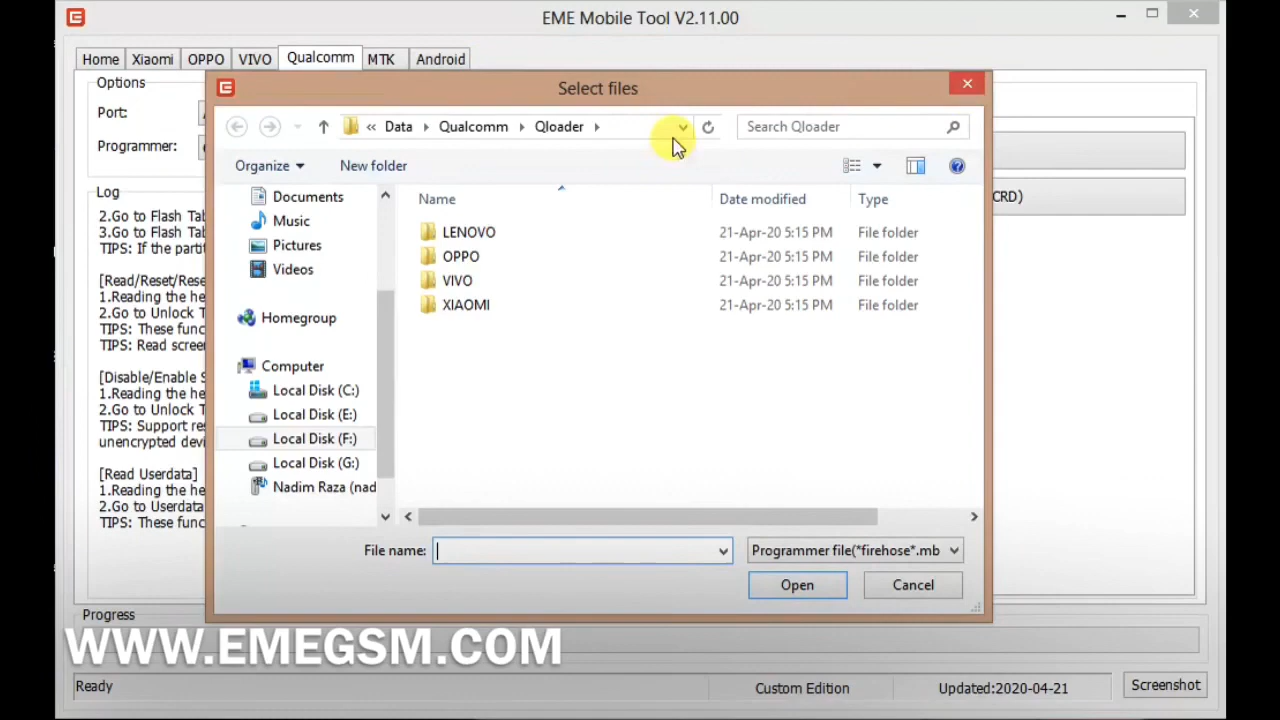 EME Mobile Tool V2.11.00
Home Xiaomi OPPO VIVO Qualcomm MTK Android
Options
Port:
Programmer:
Log
2.Go to Flash Tab
3.Go to Flash Tab
TIPS: If the partit
[Read/Reset/Rese
1.Reading the he
2.Go to Unlock T
TIPS: These func
TIPS: Read scree
[Disable/Enable S
1.Reading the he
2.Go to Unlock T
TIPS: Support res
unencrypted devi
[Read Userdata]
1.Reading the he
2.Go to Userdata
TIPS: These func
CRD)
Select files
« Data Qualcomm Qloader
Search Qloader
Organize New folder
Documents
Music
Pictures
Videos
Homegroup
Computer
Local Disk (C:)
Local Disk (E:)
Local Disk (F:)
Local Disk (G:)
Nadim Raza (nad
Name Date modified Type
LENOVO 21-Apr-20 5:15 PM File folder
OPPO 21-Apr-20 5:15 PM File folder
VIVO 21-Apr-20 5:15 PM File folder
XIAOMI 21-Apr-20 5:15 PM File folder
File name:
Programmer file(*firehose*.mb
Open Cancel
Progress
WWW.EMEGSM.COM
Ready Custom Edition Updated:2020-04-21 Screenshot